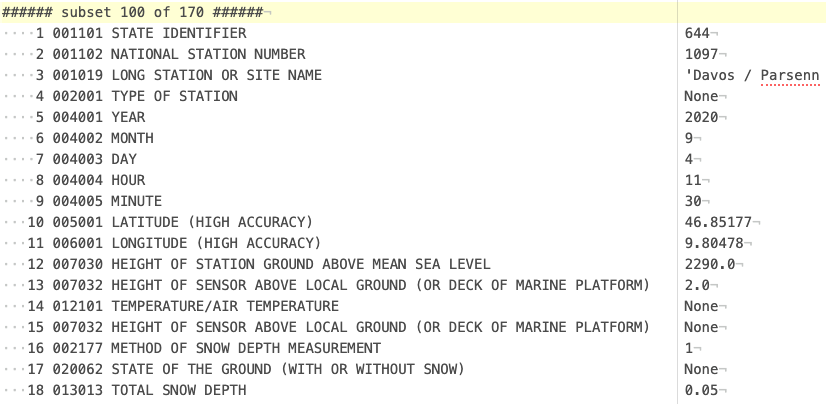 ###### subset 100 of 170 ######¬
····1 001101 STATE IDENTIFIER 644¬
····2 001102 NATIONAL STATION NUMBER 1097¬
····3 001019 LONG STATION OR SITE NAME 'Davos / Parsenn
····4 002001 TYPE OF STATION None¬
····5 004001 YEAR 2020¬
····6 004002 MONTH 9¬
····7 004003 DAY 4¬
····8 004004 HOUR 11¬
····9 004005 MINUTE 30¬
···10 005001 LATITUDE (HIGH ACCURACY) 46.85177¬
···11 006001 LONGITUDE (HIGH ACCURACY) 9.80478¬
···12 007030 HEIGHT OF STATION GROUND ABOVE MEAN SEA LEVEL 2290.0¬
···13 007032 HEIGHT OF SENSOR ABOVE LOCAL GROUND (OR DECK OF MARINE PLATFORM) 2.0¬
···14 012101 TEMPERATURE/AIR TEMPERATURE None¬
···15 007032 HEIGHT OF SENSOR ABOVE LOCAL GROUND (OR DECK OF MARINE PLATFORM) None¬
···16 002177 METHOD OF SNOW DEPTH MEASUREMENT 1¬
···17 020062 STATE OF THE GROUND (WITH OR WITHOUT SNOW) None¬
···18 013013 TOTAL SNOW DEPTH 0.05¬